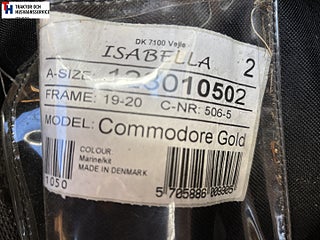 TRAKTOR OCH
HUSVAGNSSERVICE
DK 7100 Vejle
ISABELLA 2
A-SIZE: 123010502
FRAME: 19-20 C-NR: 506-5
MODEL: Commodore Gold
COLOUR
Marine/kit
MADE IN DENMARK
1050
5 705886